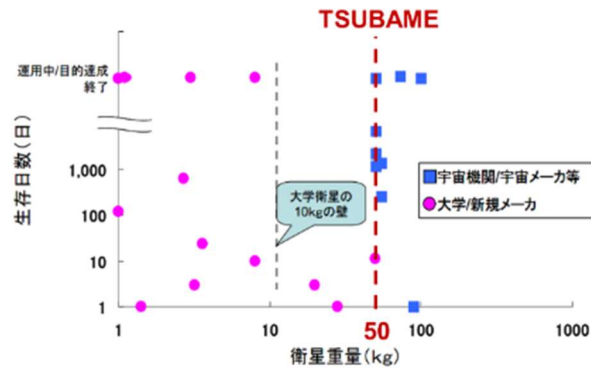 TSUBAME
運用中/目的達成
終了
生存日数(日)
1,000
100
10
1
大学衛星の
10kgの壁
宇宙機関/宇宙メーカ等
大学/新規メーカ
1
10
50
100
1000
衛星重量(kg)